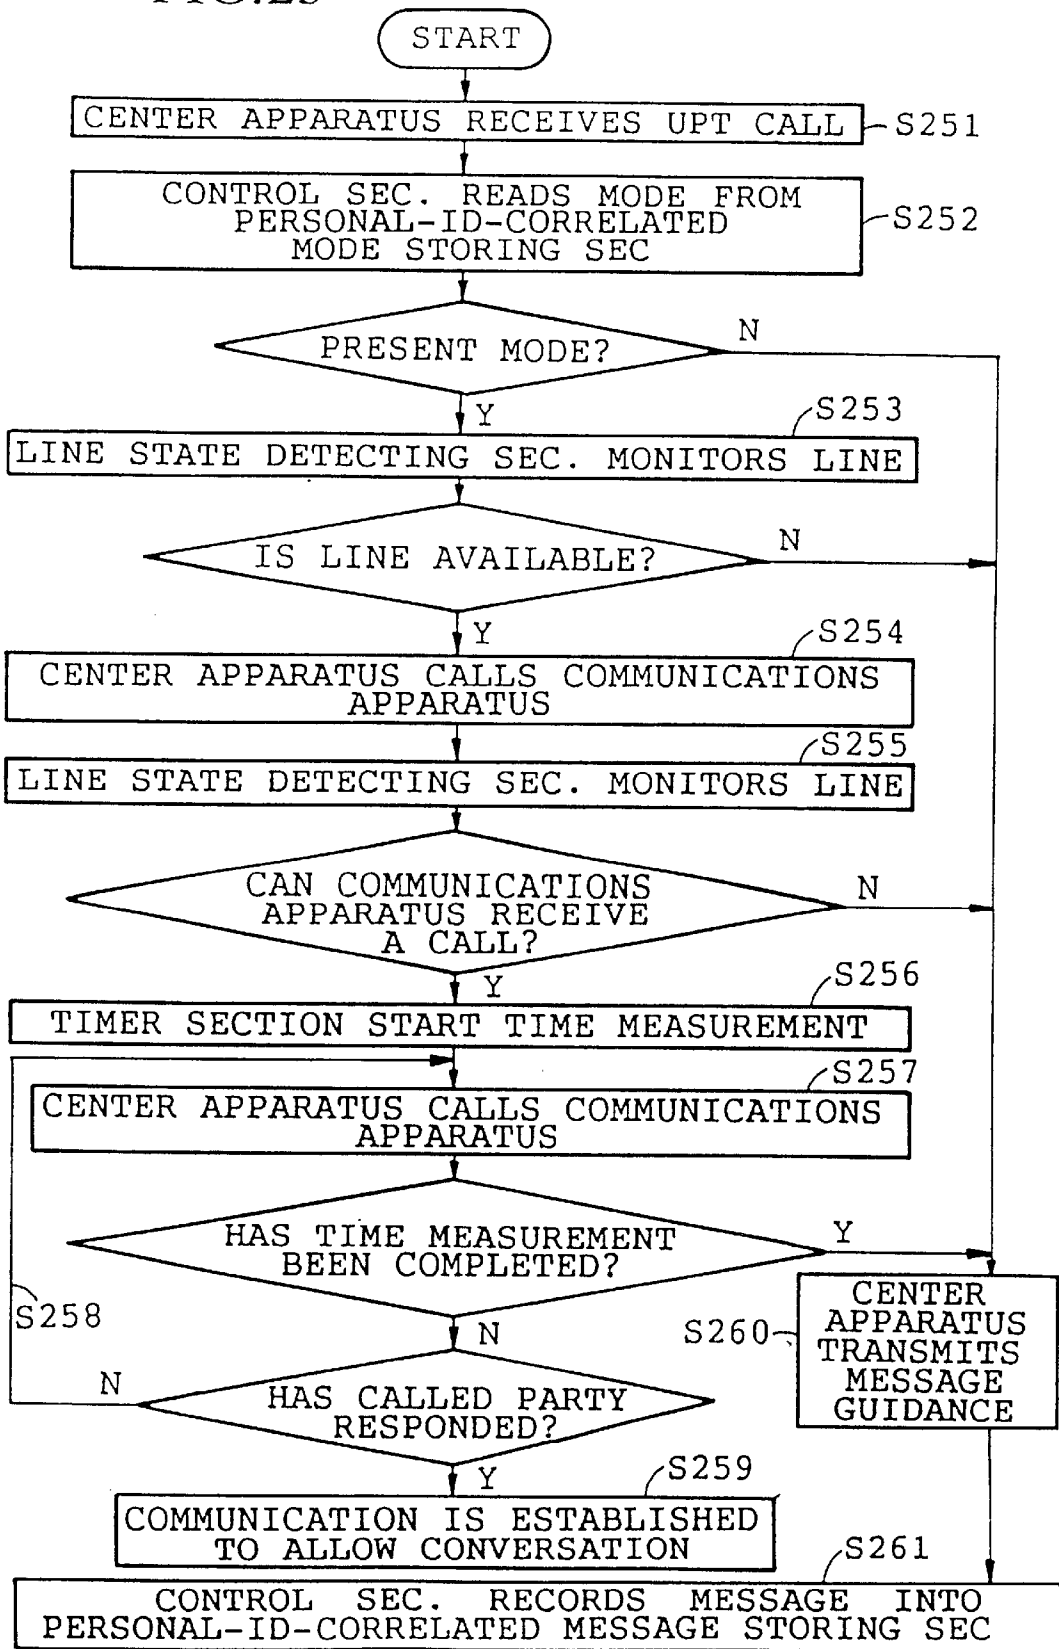 START
CENTER APPARATUS RECEIVES UPT CALL
S251
CONTROL SEC. READS MODE FROM
PERSONAL-ID-CORRELATED
MODE STORING SEC
S252
PRESENT MODE?
N
Y
S253
LINE STATE DETECTING SEC. MONITORS LINE
IS LINE AVAILABLE?
N
Y
S254
CENTER APPARATUS CALLS COMMUNICATIONS
APPARATUS
S255
LINE STATE DETECTING SEC. MONITORS LINE
CAN COMMUNICATIONS
APPARATUS RECEIVE
A CALL?
N
Y
S256
TIMER SECTION START TIME MEASUREMENT
S257
CENTER APPARATUS CALLS COMMUNICATIONS
APPARATUS
HAS TIME MEASUREMENT
BEEN COMPLETED?
Y
N
S258
S260
CENTER
APPARATUS
TRANSMITS
MESSAGE
GUIDANCE
HAS CALLED PARTY
RESPONDED?
N
Y
S259
COMMUNICATION IS ESTABLISHED
TO ALLOW CONVERSATION
S261
CONTROL SEC. RECORDS MESSAGE INTO
PERSONAL-ID-CORRELATED MESSAGE STORING SEC